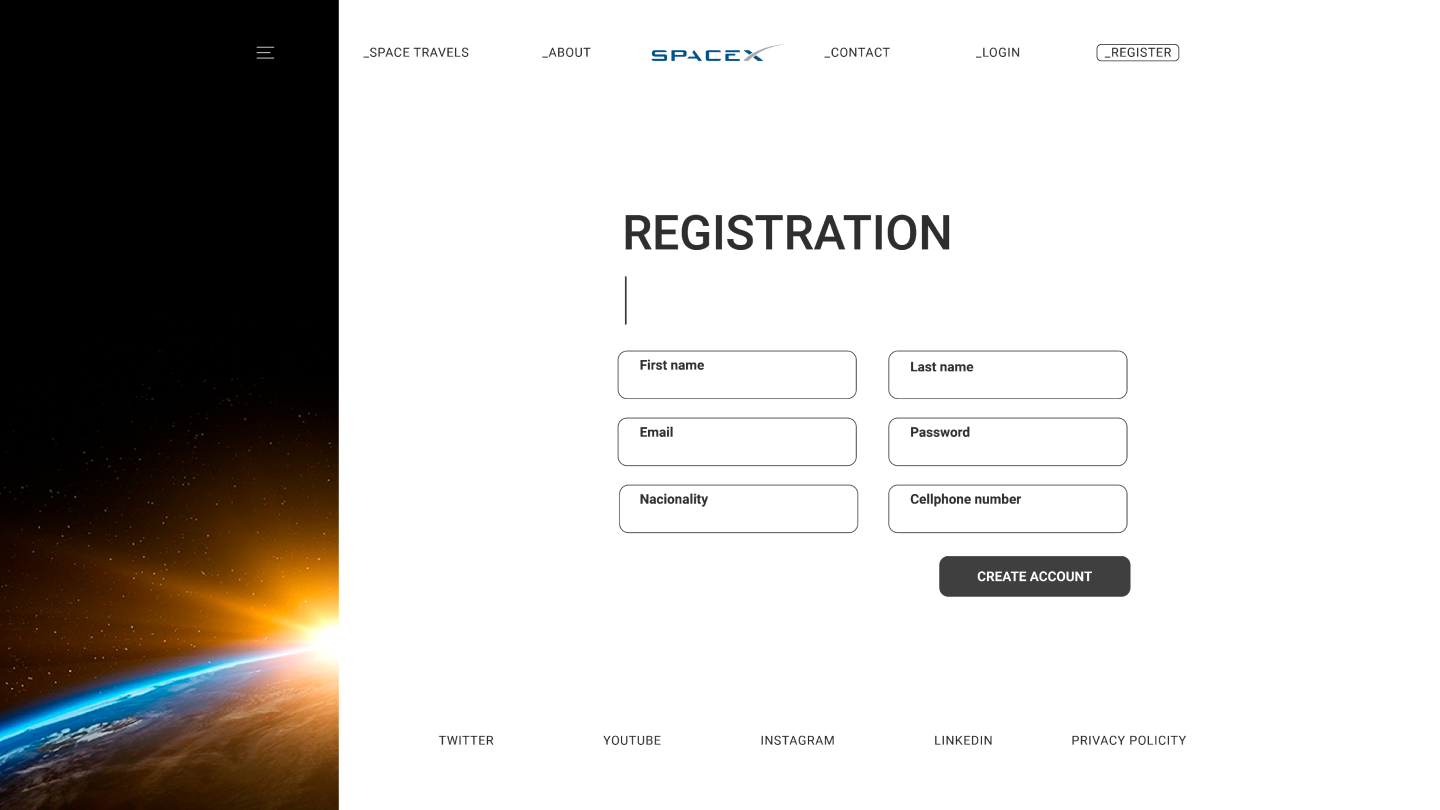 _SPACE TRAVELS
_ABOUT
SPACEX
_CONTACT
_LOGIN
_REGISTER
REGISTRATION
First name
Last name
Email
Password
Nacionality
Cellphone number
CREATE ACCOUNT
TWITTER
YOUTUBE
INSTAGRAM
LINKEDIN
PRIVACY POLICITY